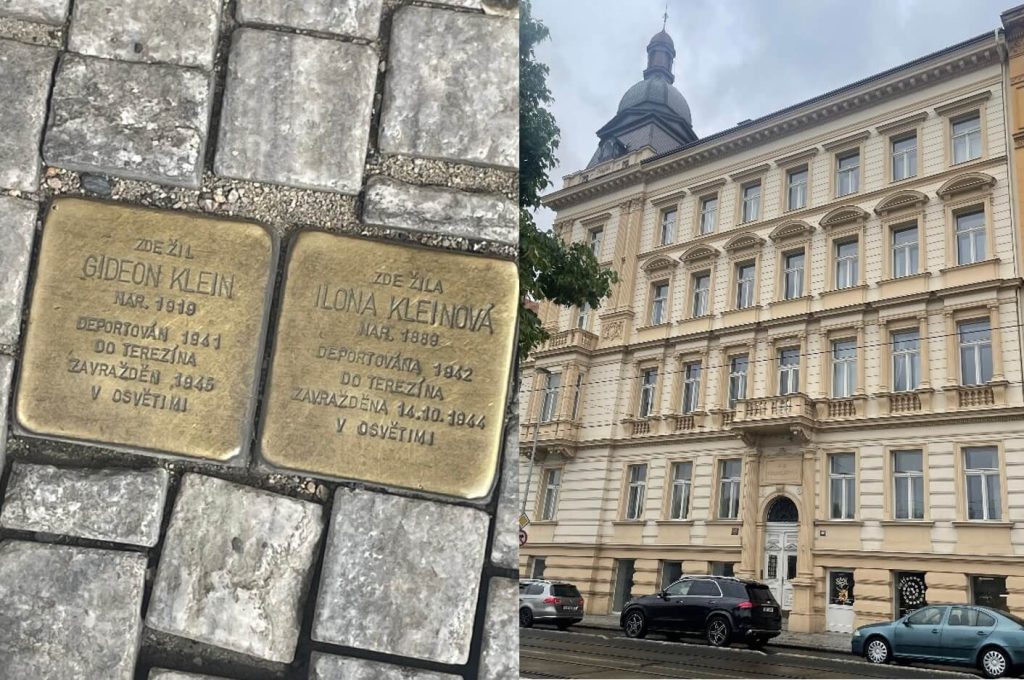 ZDE ŽIL
GIDEON KLEIN
NAR. 1919
DEPORTOVÁN 1941
DO TEREZÍNA
ZAVRAŽDĚN 1945
V OSVĚTIMI
ZDE ŽILA
ILONA KLEINOVÁ
NAR. 1889
DEPORTOVÁNA 1942
DO TEREZÍNA
ZAVRAŽDĚNA 14.10.1944
V OSVĚTIMI